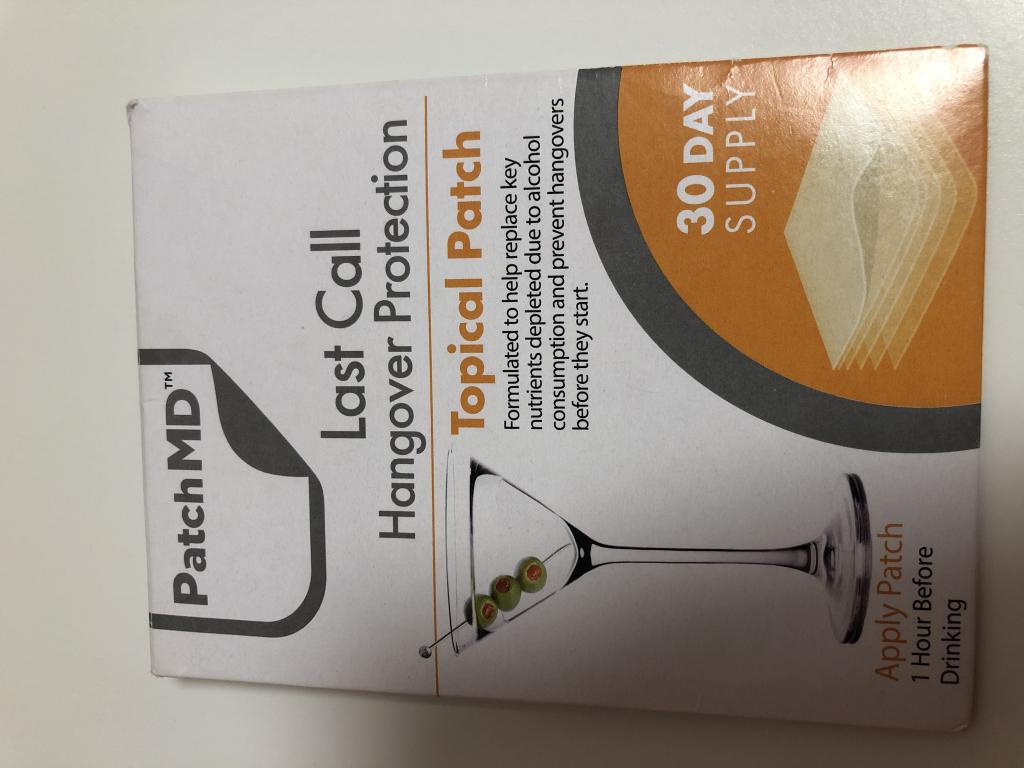 PatchMD™
Last Call
Hangover Protection
Topical Patch
Formulated to help replace key
nutrients depleted due to alcohol
consumption and prevent hangovers
before they start.
30 DAY
SUPPLY
Apply Patch
1 Hour Before
Drinking